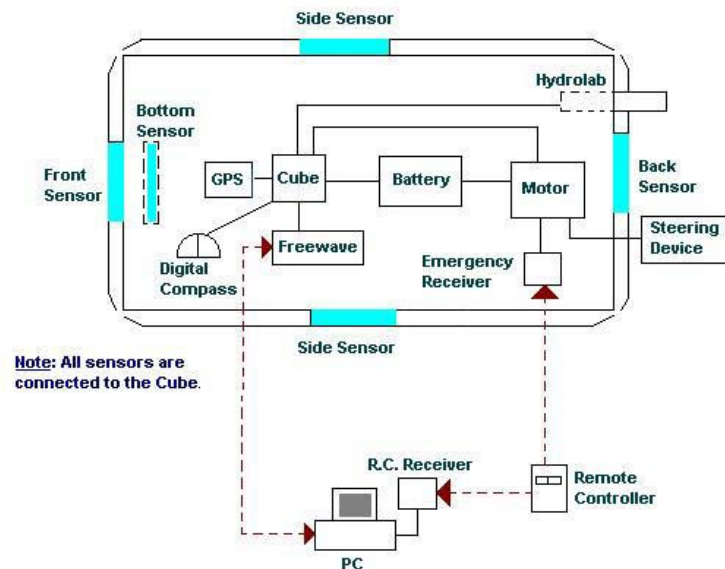 Side Sensor
Hydrolab
Bottom
Sensor
Front
Sensor
GPS
Cube
Battery
Motor
Back
Sensor
Steering
Device
Digital
Compass
Freewave
Emergency
Receiver
Side Sensor
Note: All sensors are
connected to the Cube.
R.C. Receiver
Remote
Controller
PC